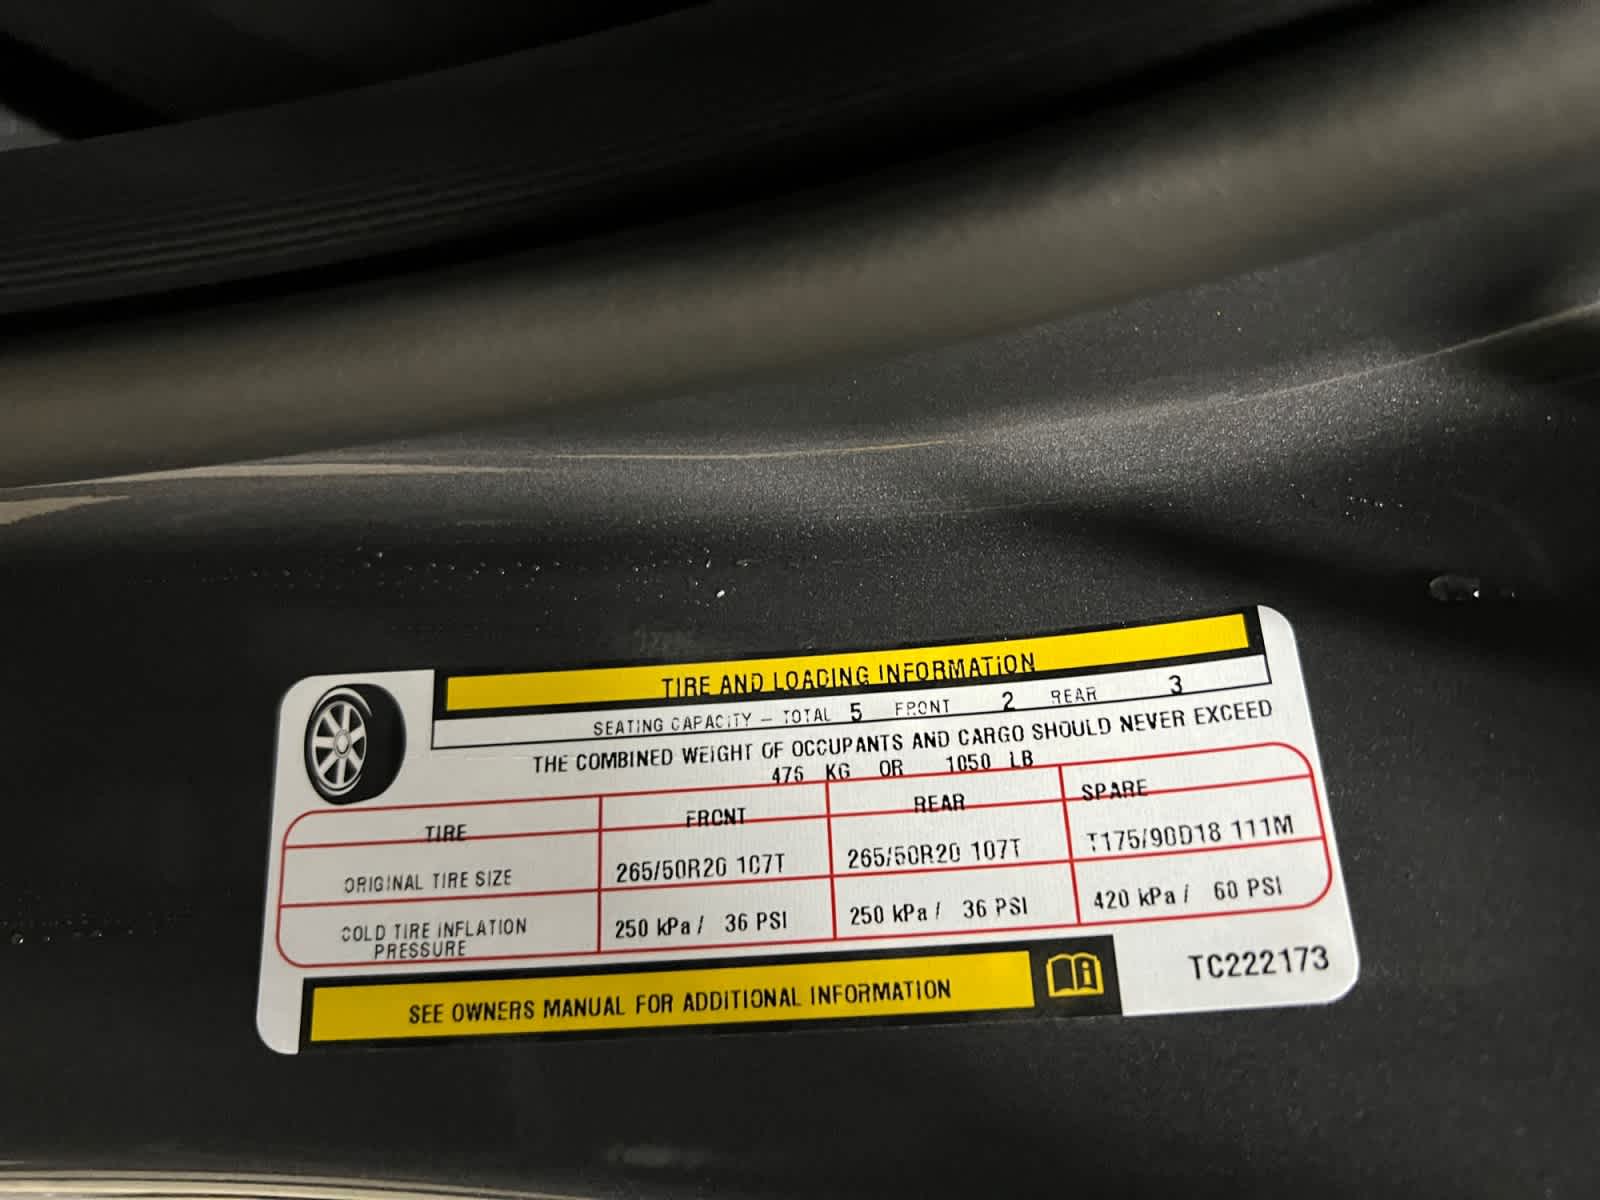 TIRE AND LOADING INFORMATION
SEATING CAPACITY – TOTAL 5 FRONT 2 REAR 3
THE COMBINED WEIGHT OF OCCUPANTS AND CARGO SHOULD NEVER EXCEED
476 KG OR 1050 LB
TIRE FRONT REAR SPARE
ORIGINAL TIRE SIZE 265/50R20 107T 265/50R20 107T T175/90D18 111M
COLD TIRE INFLATION PRESSURE 250 kPa / 36 PSI 250 kPa / 36 PSI 420 kPa / 60 PSI
SEE OWNERS MANUAL FOR ADDITIONAL INFORMATION
TC222173